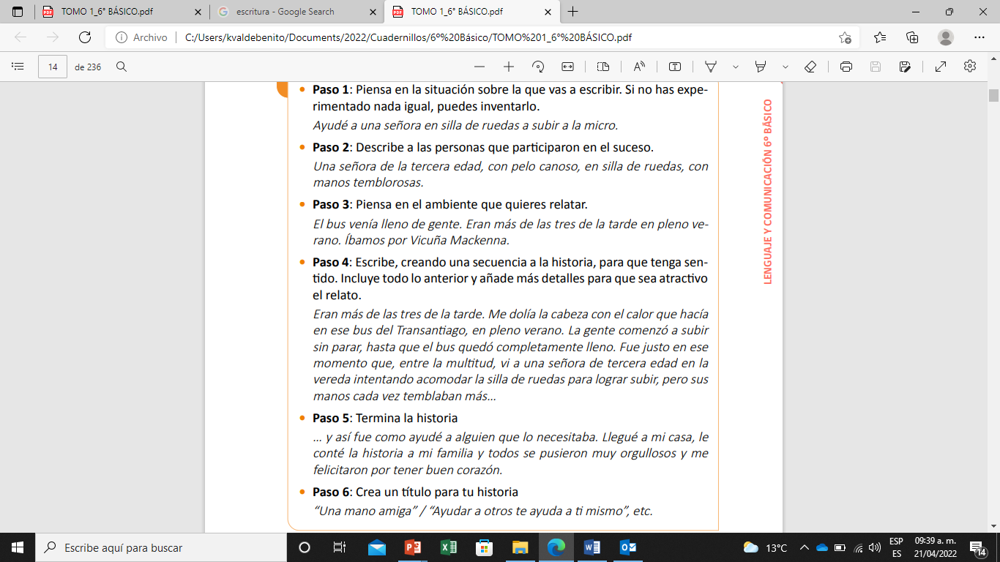 TOMO 1_6° BÁSICO.pdf
escritura - Google Search
TOMO 1_6° BÁSICO.pdf
Archivo
C:/Users/kvaldebenito/Documents/2022/Cuadernillos/6º%20Básico/TOMO%201_6°%20BÁSICO.pdf
14 de 236
• Paso 1: Piensa en la situación sobre la que vas a escribir. Si no has expe-
rimentado nada igual, puedes inventarlo.
Ayudé a una señora en silla de ruedas a subir a la micro.
• Paso 2: Describe a las personas que participaron en el suceso.
Una señora de la tercera edad, con pelo canoso, en silla de ruedas, con
manos temblorosas.
• Paso 3: Piensa en el ambiente que quieres relatar.
El bus venía lleno de gente. Eran más de las tres de la tarde en pleno ve-
rano. Íbamos por Vicuña Mackenna.
• Paso 4: Escribe, creando una secuencia a la historia, para que tenga sen-
tido. Incluye todo lo anterior y añade más detalles para que sea atractivo
el relato.
Eran más de las tres de la tarde. Me dolía la cabeza con el calor que hacía
en ese bus del Transantiago, en pleno verano. La gente comenzó a subir
sin parar, hasta que el bus quedó completamente lleno. Fue justo en ese
momento que, entre la multitud, vi a una señora de tercera edad en la
vereda intentando acomodar la silla de ruedas para lograr subir, pero sus
manos cada vez temblaban más...
• Paso 5: Termina la historia
... y así fue como ayudé a alguien que lo necesitaba. Llegué a mi casa, le
conté la historia a mi familia y todos se pusieron muy orgullosos y me
felicitaron por tener buen corazón.
• Paso 6: Crea un título para tu historia
“Una mano amiga” / “Ayudar a otros te ayuda a ti mismo”, etc.
LENGUAJE Y COMUNICACIÓN 6º BÁSICO
Escribe aquí para buscar
13°C
ESP
ES
09:39 a. m.
21/04/2022
14